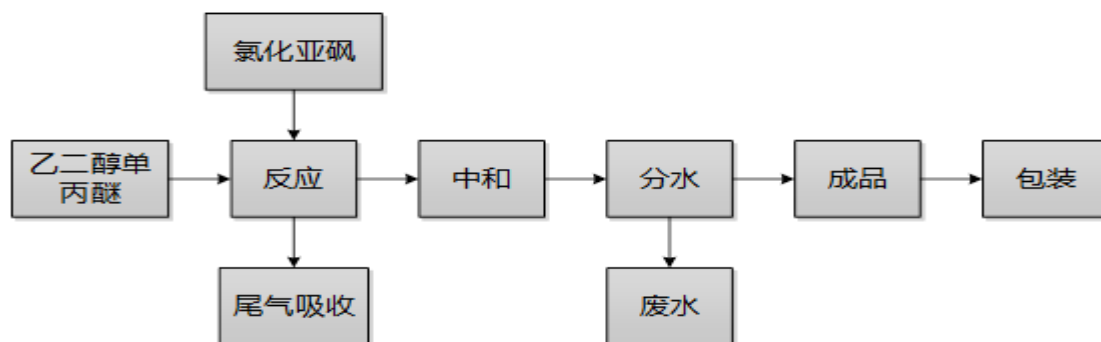 氯化亚砜
乙二醇单
丙醚
反应
中和
分水
成品
包装
尾气吸收
废水